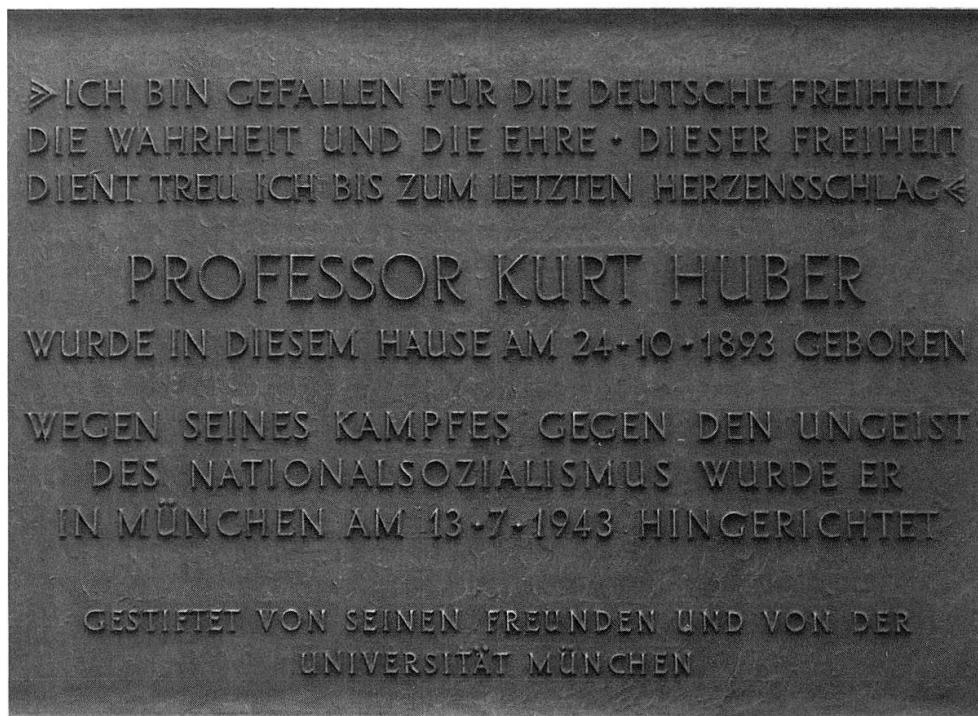 »ICH BIN GEFALLEN FÜR DIE DEUTSCHE FREIHEIT/
DIE WAHRHEIT UND DIE EHRE · DIESER FREIHEIT
DIENT TREU ICH BIS ZUM LETZTEN HERZENSSCHLAG«
PROFESSOR KURT HUBER
WURDE IN DIESEM HAUSE AM 24·10·1893 GEBOREN
WEGEN SEINES KAMPFES GEGEN DEN UNGEIST
DES NATIONALSOZIALISMUS WURDE ER
IN MÜNCHEN AM 13·7·1943 HINGERICHTET
GESTIFTET VON SEINEN FREUNDEN UND VON DER
UNIVERSITÄT MÜNCHEN